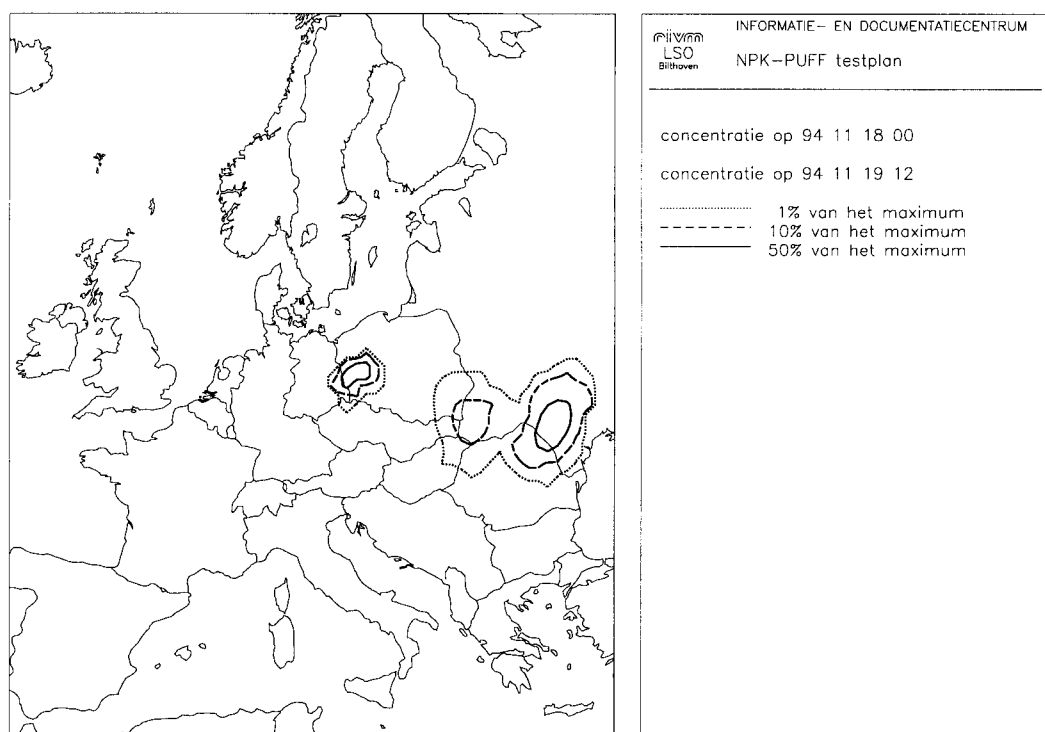 INFORMATIE- EN DOCUMENTATIECENTRUM
rivm
LSO
Bilthoven
NPK-PUFF testplan
concentratie op 94 11 18 00
concentratie op 94 11 19 12
1% van het maximum
10% van het maximum
50% van het maximum